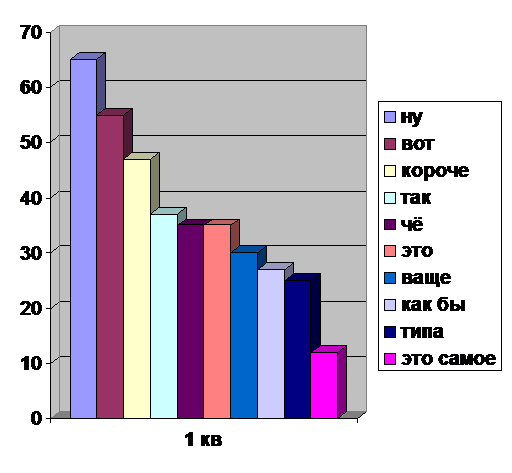 70
60
50
40
30
20
10
0
1 кв
ну
вот
короче
так
чё
это
ваще
как бы
типа
это самое